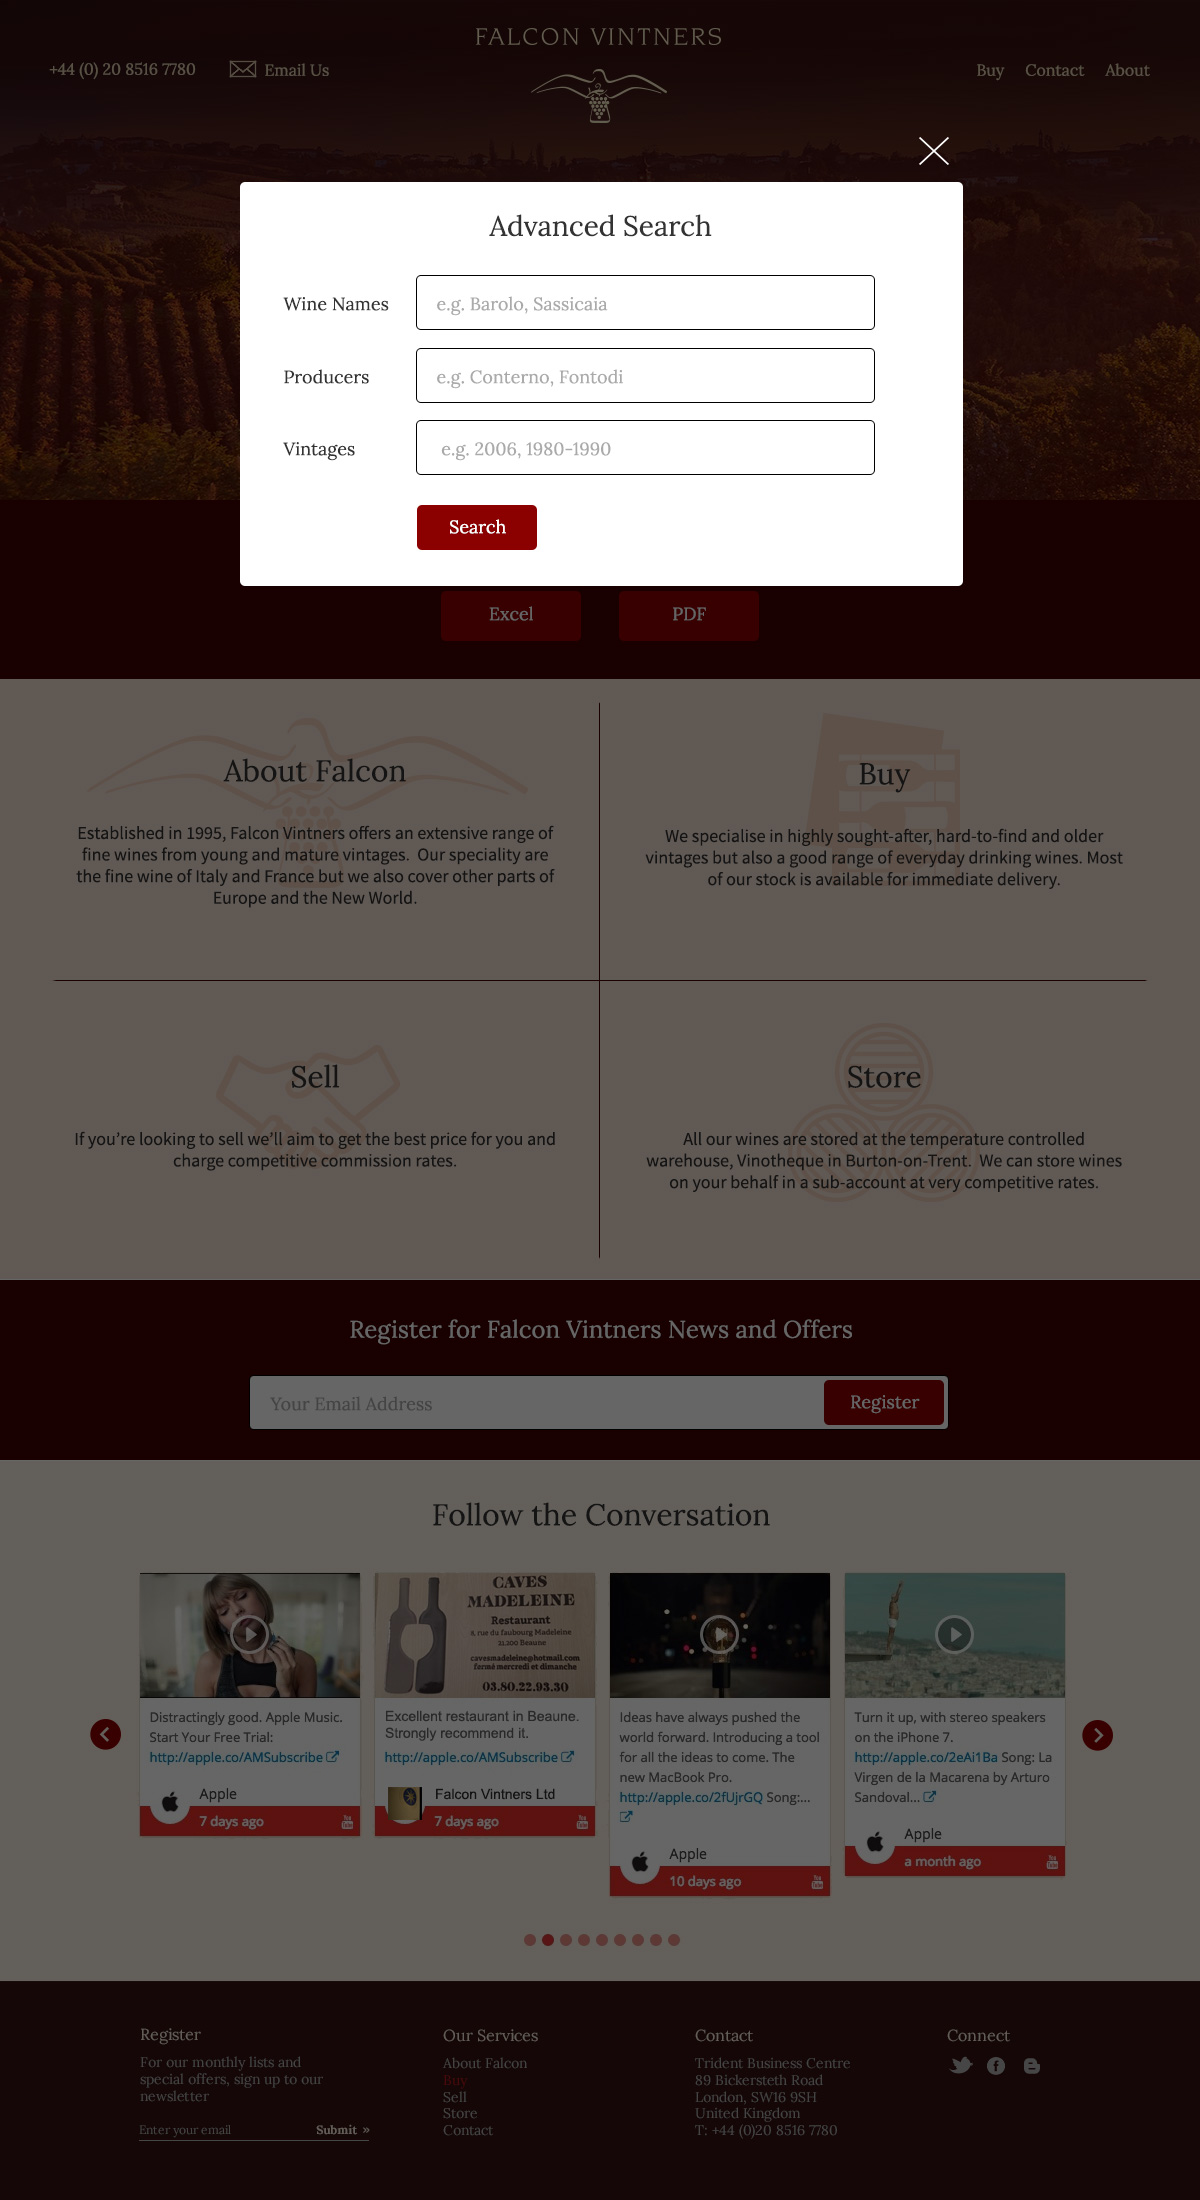 FALCON VINTNERS
+44 (0) 20 8516 7780
Email Us
Buy
Contact
About
Advanced Search
Wine Names
e.g. Barolo, Sassicaia
Producers
e.g. Conterno, Fontodi
Vintages
e.g. 2006, 1980-1990
Search
Excel
PDF
About Falcon
Established in 1995, Falcon Vintners offers an extensive range of
fine wines from young and mature vintages. Our speciality are
the fine wine of Italy and France but we also cover other parts of
Europe and the New World.
Buy
We specialise in highly sought-after, hard-to-find and older
vintages but also a good range of everyday drinking wines. Most
of our stock is available for immediate delivery.
Sell
If you’re looking to sell we’ll aim to get the best price for you and
charge competitive commission rates.
Store
All our wines are stored at the temperature controlled
warehouse, Vinotheque in Burton-on-Trent. We can store wines
on your behalf in a sub-account at very competitive rates.
Register for Falcon Vintners News and Offers
Your Email Address
Register
Follow the Conversation
Distractingly good. Apple Music.
Start Your Free Trial:
http://apple.co/AMSubscribe
Apple
7 days ago
You
Tube
CAVES
MADELEINE
Restaurant
8, rue du faubourg Madeleine
21200 Beaune
cavesmadeleine@hotmail.com
fermé mercredi et dimanche
03.80.22.93.30
Excellent restaurant in Beaune.
Strongly recommend it.
http://apple.co/AMSubscribe
Falcon Vintners Ltd
7 days ago
You
Tube
Ideas have always pushed the
world forward. Introducing a tool
for all the ideas to come. The
new MacBook Pro.
http://apple.co/2fUjrGQ Song:...
Apple
10 days ago
You
Tube
Turn it up, with stereo speakers
on the iPhone 7.
http://apple.co/2eAi1Ba Song: La
Virgen de la Macarena by Arturo
Sandoval...
Apple
a month ago
You
Tube
Register
For our monthly lists and
special offers, sign up to our
newsletter
Enter your email
Submit »
Our Services
About Falcon
Buy
Sell
Store
Contact
Contact
Trident Business Centre
89 Bickersteth Road
London, SW16 9SH
United Kingdom
T: +44 (0)20 8516 7780
Connect